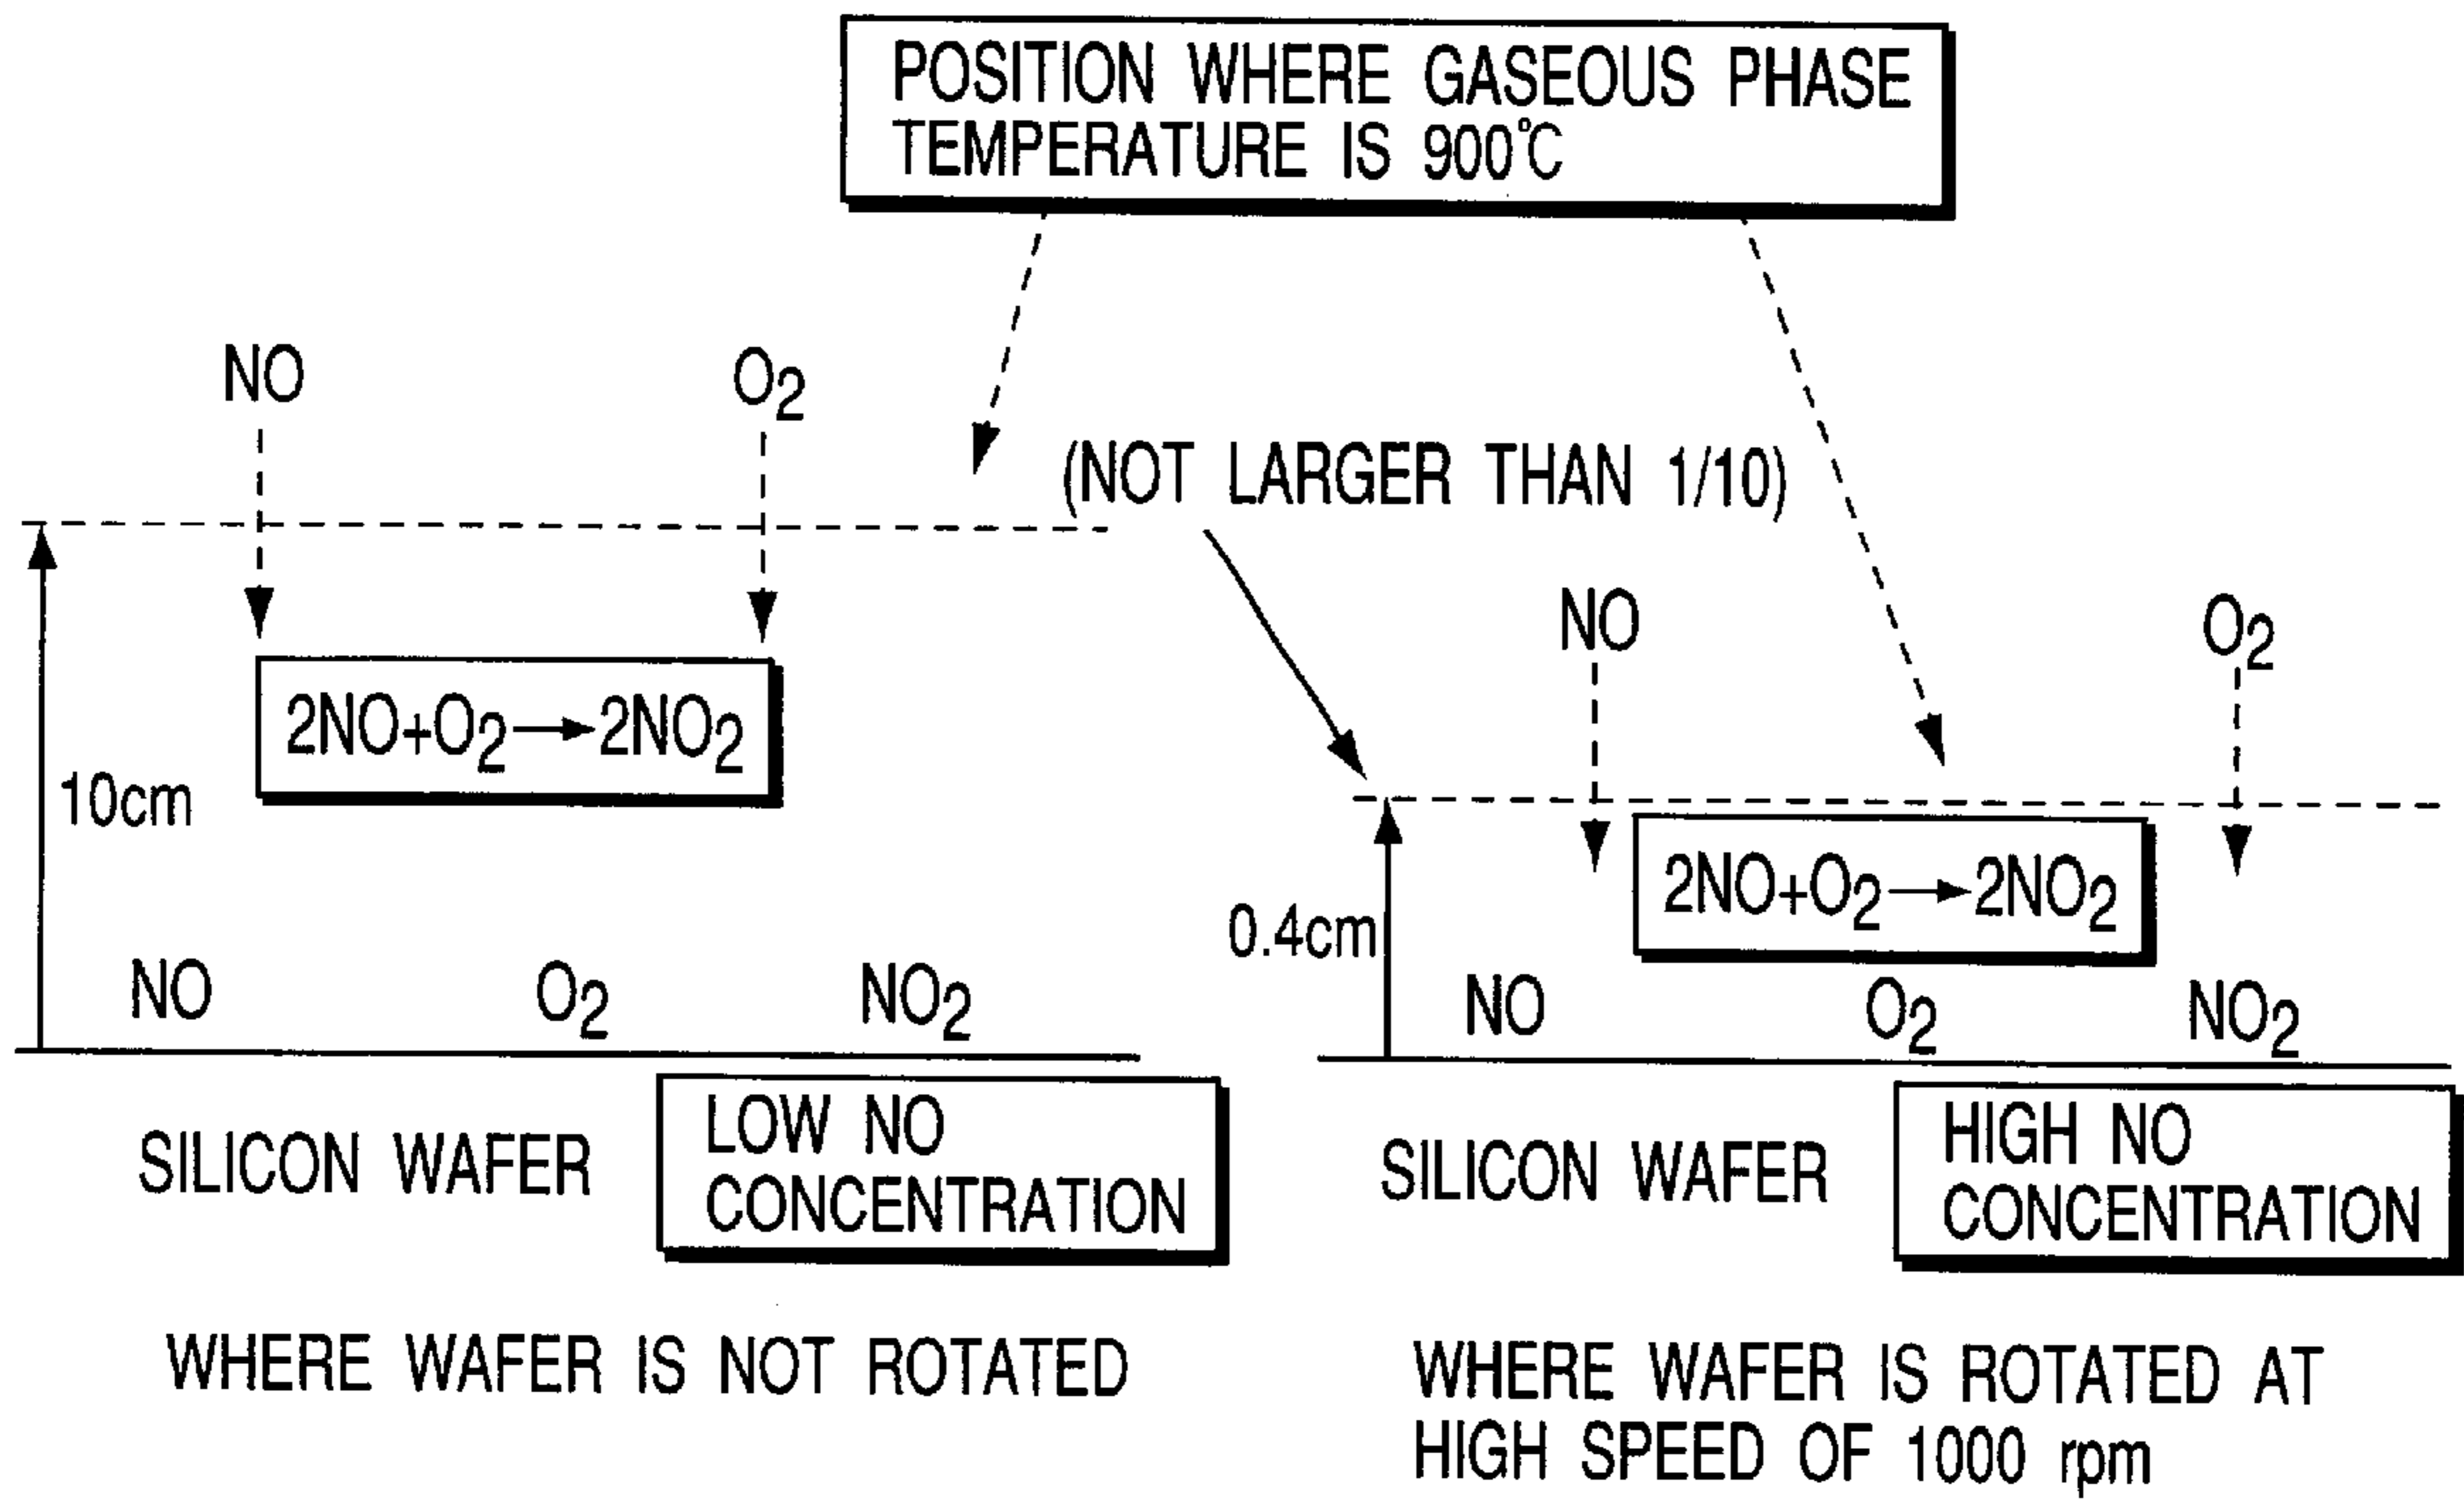 POSITION WHERE GASEOUS PHASE
TEMPERATURE IS 900°C
NO
O2
(NOT LARGER THAN 1/10)
2NO+O2→2NO2
10cm
NO
O2
NO2
SILICON WAFER
LOW NO
CONCENTRATION
WHERE WAFER IS NOT ROTATED
NO
O2
2NO+O2→2NO2
0.4cm
NO
O2
NO2
SILICON WAFER
HIGH NO
CONCENTRATION
WHERE WAFER IS ROTATED AT
HIGH SPEED OF 1000 rpm